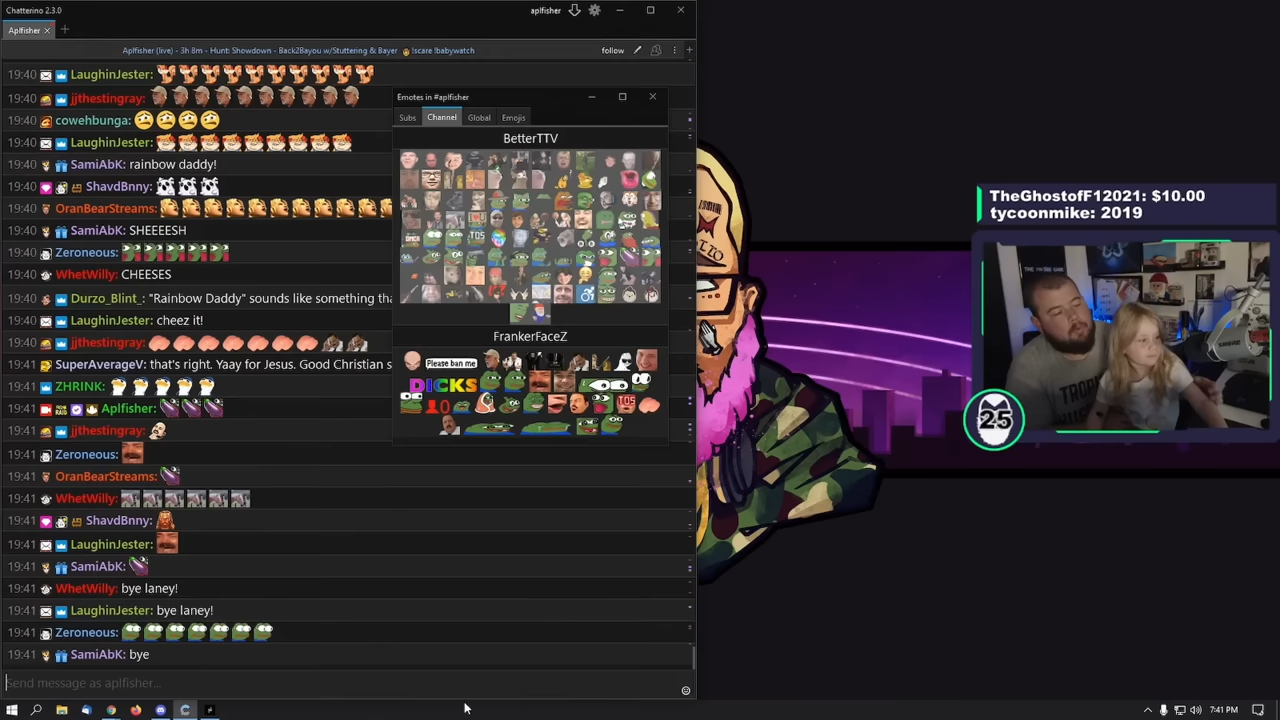 Chatterino 2.3.0
aplfisher
Aplfisher
Aplfisher (live) - 3h 8m - Hunt: Showdown - Back2Bayou w/Stuttering & Bayer 🧑 !scare !babywatch
follow
19:40 LaughinJester:
19:40 jjthestingray:
19:40 cowehbunga:
19:40 LaughinJester:
19:40 SamiAbK: rainbow daddy!
19:40 ShavdBnny:
19:40 OranBearStreams:
19:40 SamiAbK: SHEEEESH
19:40 Zeroneous:
19:40 WhetWilly: CHEESES
19:40 Durzo_Blint_: "Rainbow Daddy" sounds like something tha
19:40 LaughinJester: cheez it!
19:40 jjthestingray:
19:41 SuperAverageV: that's right. Yaay for Jesus. Good Christian s
19:41 ZHRINK:
19:41 Aplfisher:
19:41 jjthestingray:
19:41 Zeroneous:
19:41 OranBearStreams:
19:41 WhetWilly:
19:41 ShavdBnny:
19:41 LaughinJester:
19:41 SamiAbK:
19:41 WhetWilly: bye laney!
19:41 LaughinJester: bye laney!
19:41 Zeroneous:
19:41 SamiAbK: bye
Send message as aplfisher...
Emotes in #aplfisher
Subs Channel Global Emojis
BetterTTV
TOS
FrankerFaceZ
Please ban me
DICKS
TOS
TheGhostofF12021: $10.00
tycoonmike: 2019
25
7:41 PM